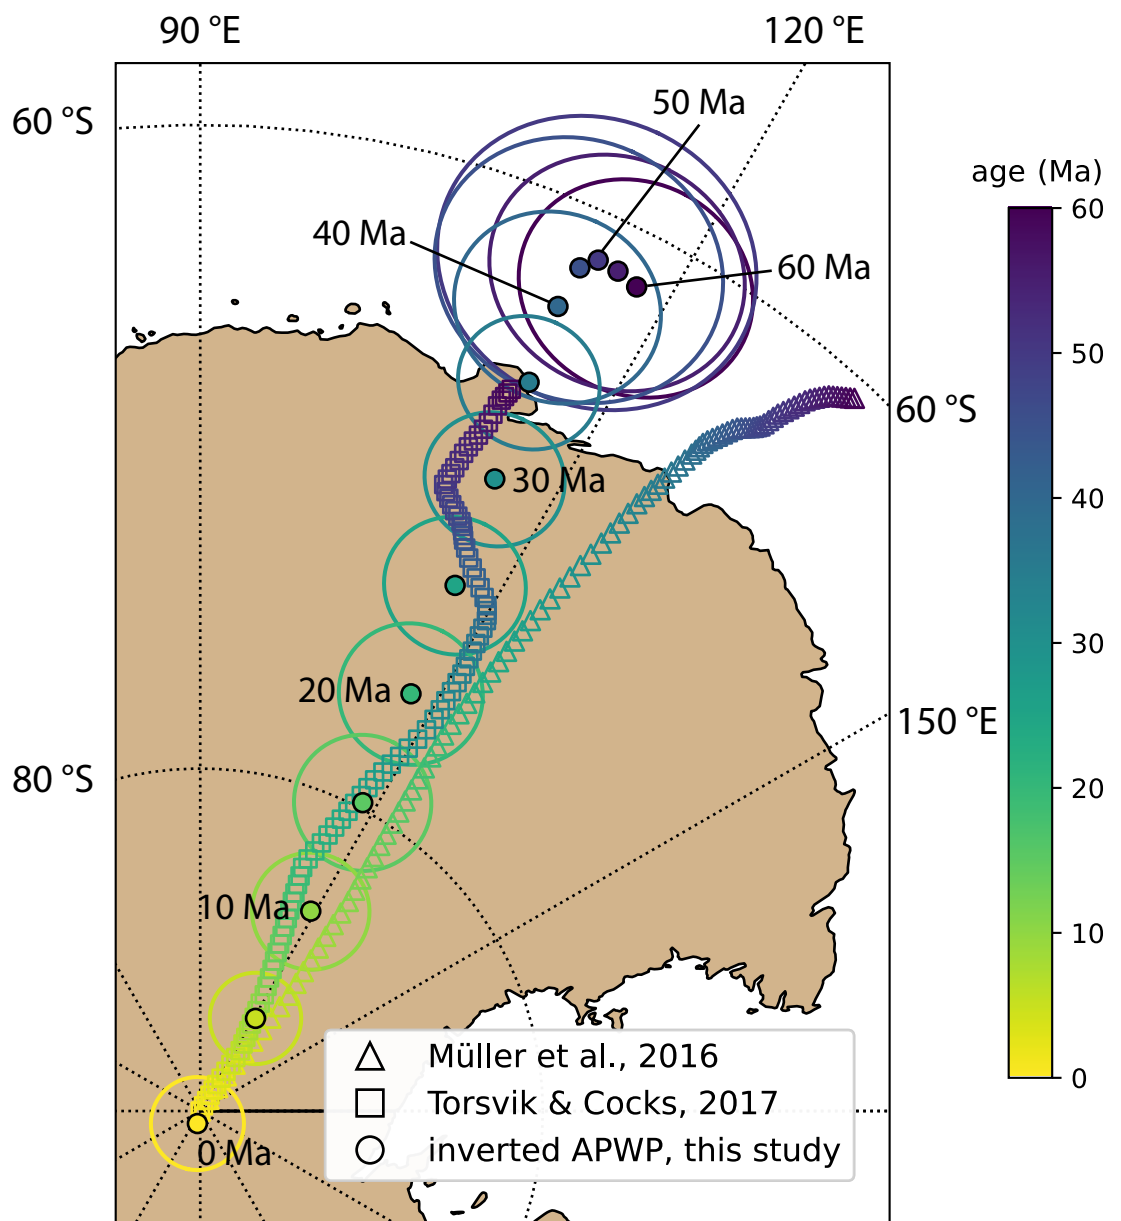 90 °E
120 °E
60 °S
50 Ma
age (Ma)
60
40 Ma
60 Ma
50
60 °S
30 Ma
40
30
20 Ma
150 °E
80 °S
20
10 Ma
10
Müller et al., 2016
Torsvik & Cocks, 2017
inverted APWP, this study
0
0 Ma